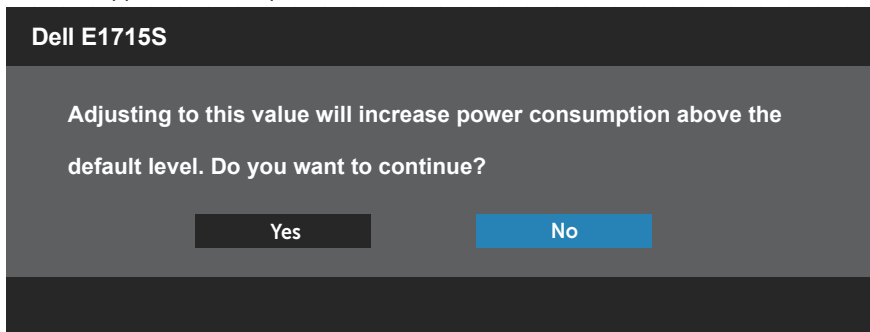 Dell E1715S
Adjusting to this value will increase power consumption above the
default level. Do you want to continue?
Yes
No